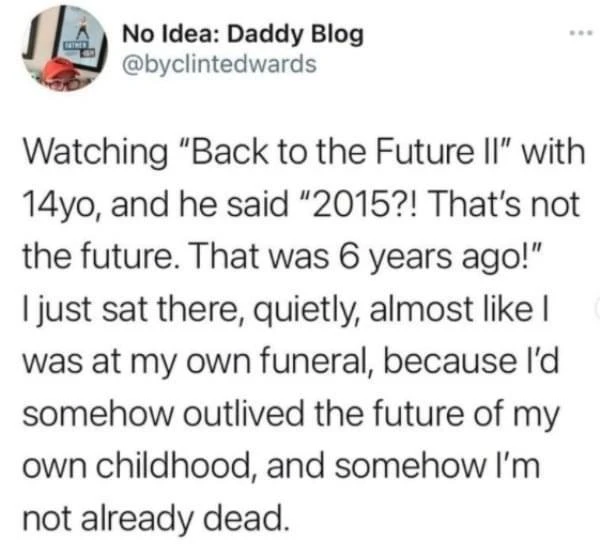 No Idea: Daddy Blog
@byclintedwards
Watching "Back to the Future II" with
14yo, and he said "2015?! That's not
the future. That was 6 years ago!"
I just sat there, quietly, almost like I
was at my own funeral, because I'd
somehow outlived the future of my
own childhood, and somehow I'm
not already dead.